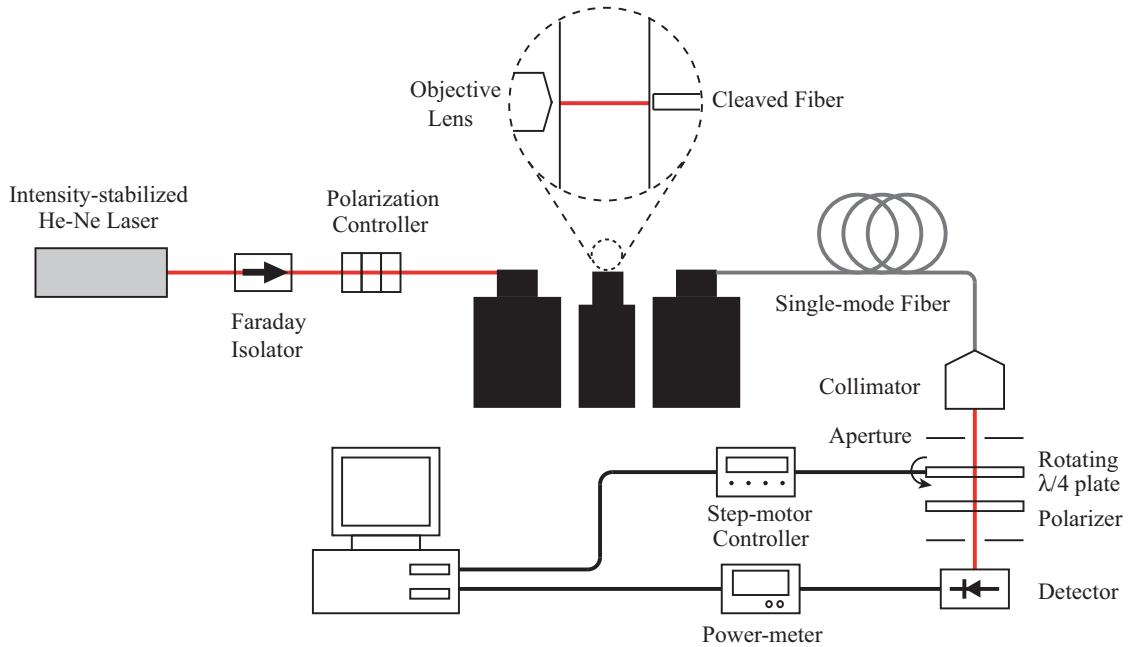 Objective
Lens
Cleaved Fiber
Intensity-stabilized
He-Ne Laser
Polarization
Controller
Faraday
Isolator
Single-mode Fiber
Collimator
Aperture
Rotating
λ/4 plate
Step-motor
Controller
Polarizer
Detector
Power-meter